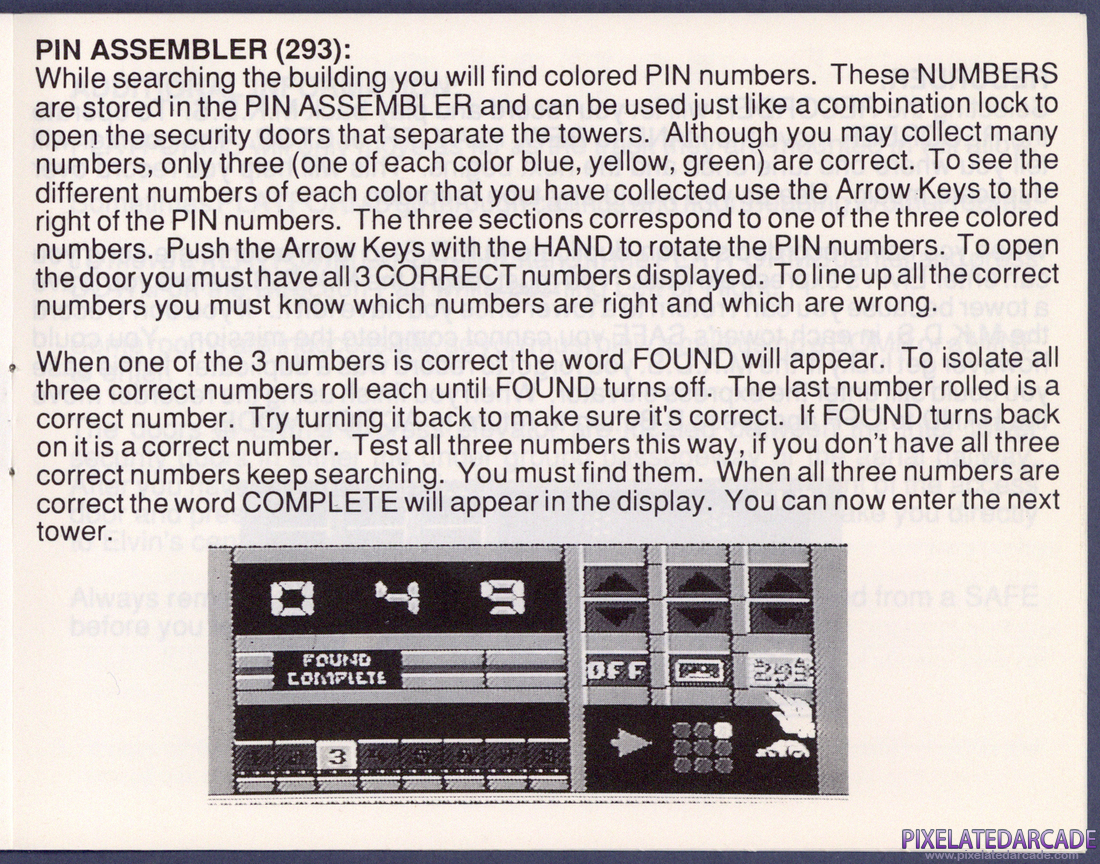 PIN ASSEMBLER (293):
While searching the building you will find colored PIN numbers. These NUMBERS
are stored in the PIN ASSEMBLER and can be used just like a combination lock to
open the security doors that separate the towers. Although you may collect many
numbers, only three (one of each color blue, yellow, green) are correct. To see the
different numbers of each color that you have collected use the Arrow Keys to the
right of the PIN numbers. The three sections correspond to one of the three colored
numbers. Push the Arrow Keys with the HAND to rotate the PIN numbers. To open
the door you must have all 3 CORRECT numbers displayed. To line up all the correct
numbers you must know which numbers are right and which are wrong.
When one of the 3 numbers is correct the word FOUND will appear. To isolate all
three correct numbers roll each until FOUND turns off. The last number rolled is a
correct number. Try turning it back to make sure it's correct. If FOUND turns back
on it is a correct number. Test all three numbers this way, if you don't have all three
correct numbers keep searching. You must find them. When all three numbers are
correct the word COMPLETE will appear in the display. You can now enter the next
tower.
0 4 9
FOUND
COMPLETE
OFF
1 2 3 4 5 6 7 8
PIXELATEDARCADE
www.pixelatedarcade.com